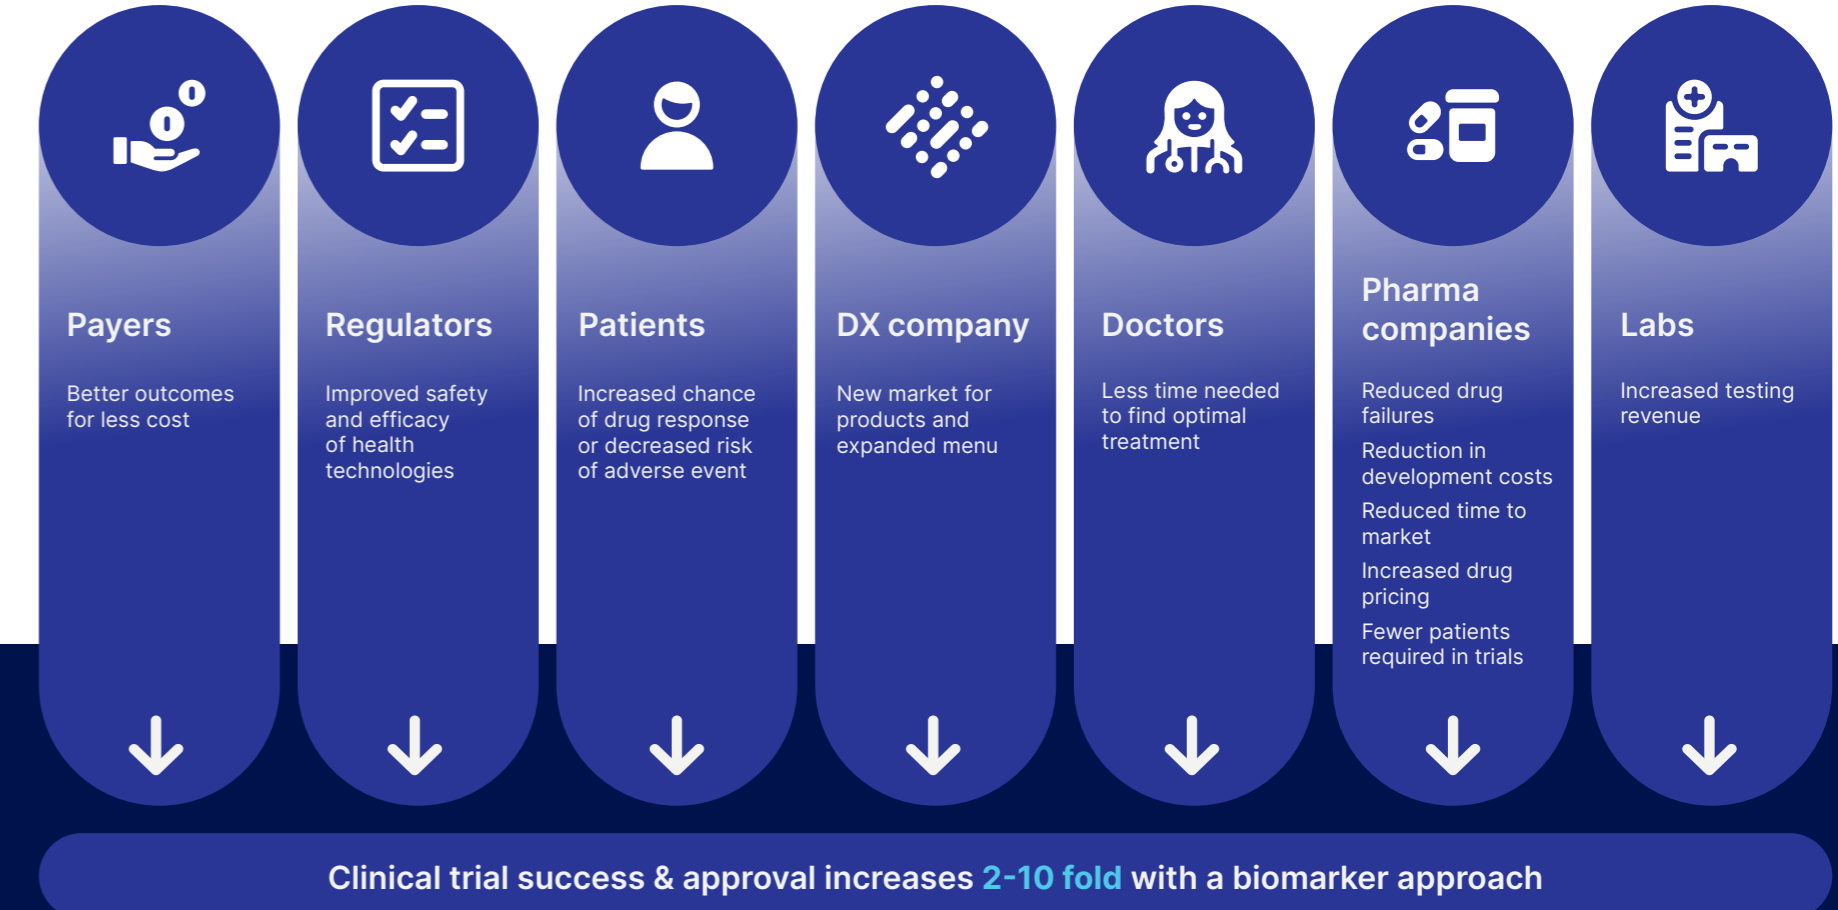 Payers
Better outcomes
for less cost
Regulators
Improved safety
and efficacy
of health
technologies
Patients
Increased chance
of drug response
or decreased risk
of adverse event
DX company
New market for
products and
expanded menu
Doctors
Less time needed
to find optimal
treatment
Pharma
companies
Reduced drug
failures
Reduction in
development costs
Reduced time to
market
Increased drug
pricing
Fewer patients
required in trials
Labs
Increased testing
revenue
Clinical trial success & approval increases 2-10 fold with a biomarker approach